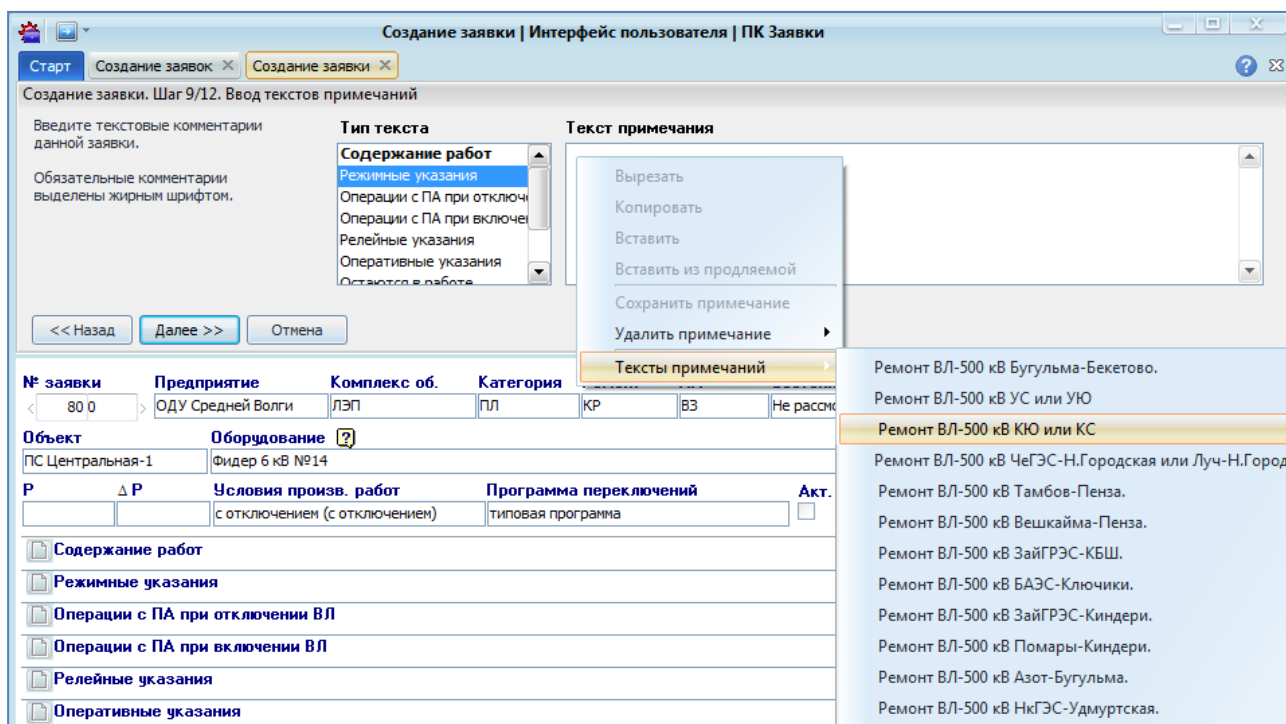 Создание заявки | Интерфейс пользователя | ПК Заявки
Старт
Создание заявок
Создание заявки
Создание заявки. Шаг 9/12. Ввод текстов примечаний
Введите текстовые комментарии
данной заявки.
Обязательные комментарии
выделены жирным шрифтом.
Тип текста
Содержание работ
Режимные указания
Операции с ПА при отключ
Операции с ПА при включе
Релейные указания
Оперативные указания
Остаются в работе
Текст примечания
Вырезать
Копировать
Вставить
Вставить из продляемой
Сохранить примечание
Удалить примечание
Тексты примечаний
Ремонт ВЛ-500 кВ Бугульма-Бекетово.
Ремонт ВЛ-500 кВ УС или УЮ
Ремонт ВЛ-500 кВ КЮ или КС
Ремонт ВЛ-500 кВ ЧеГЭС-Н.Городская или Луч-Н.Город
Ремонт ВЛ-500 кВ Тамбов-Пенза.
Ремонт ВЛ-500 кВ Вешкайма-Пенза.
Ремонт ВЛ-500 кВ ЗайГРЭС-КБШ.
Ремонт ВЛ-500 кВ БАЭС-Ключики.
Ремонт ВЛ-500 кВ ЗайГРЭС-Киндери.
Ремонт ВЛ-500 кВ Помары-Киндери.
Ремонт ВЛ-500 кВ Азот-Бугульма.
Ремонт ВЛ-500 кВ НкГЭС-Удмуртская.
<< Назад
Далее >>
Отмена
№ заявки Предприятие Комплекс об. Категория
< 80 0 > ОДУ Средней Волги ЛЭП ПЛ КР ВЗ Не рассмо
Объект Оборудование ?
ПС Центральная-1 Фидер 6 кВ №14
Р Δ Р Условия произв. работ Программа переключений Акт.
с отключением (с отключением) типовая программа
Содержание работ
Режимные указания
Операции с ПА при отключении ВЛ
Операции с ПА при включении ВЛ
Релейные указания
Оперативные указания